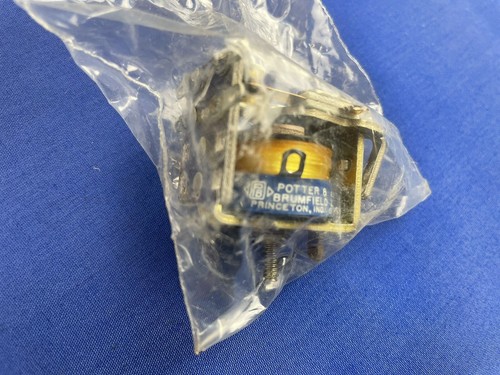 POTTER &
BRUMFIELD
PRINCETON, IND.